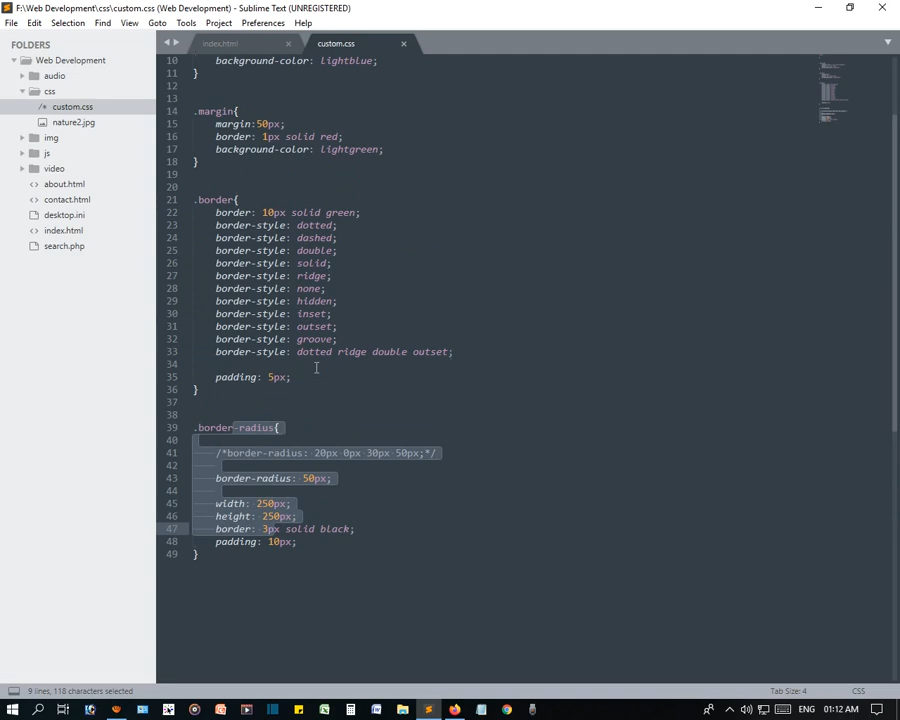 F:\Web Development\css\custom.css (Web Development) - Sublime Text (UNREGISTERED)
File Edit Selection Find View Goto Tools Project Preferences Help
FOLDERS
Web Development
audio
css
custom.css
nature2.jpg
img
js
video
about.html
contact.html
desktop.ini
index.html
search.php
index.html × custom.css ×
10 background-color: lightblue;
11 }
12
13
14 .margin{
15 margin:50px;
16 border: 1px solid red;
17 background-color: lightgreen;
18 }
19
20
21 .border{
22 border: 10px solid green;
23 border-style: dotted;
24 border-style: dashed;
25 border-style: double;
26 border-style: solid;
27 border-style: ridge;
28 border-style: none;
29 border-style: hidden;
30 border-style: inset;
31 border-style: outset;
32 border-style: groove;
33 border-style: dotted ridge double outset;
34
35 padding: 5px;
36 }
37
38
39 .border-radius{
40
41 /*border-radius: 20px 0px 30px 50px;*/
42
43 border-radius: 50px;
44
45 width: 250px;
46 height: 250px;
47 border: 3px solid black;
48 padding: 10px;
49 }
9 lines, 118 characters selected
Tab Size: 4 CSS
ENG 01:12 AM